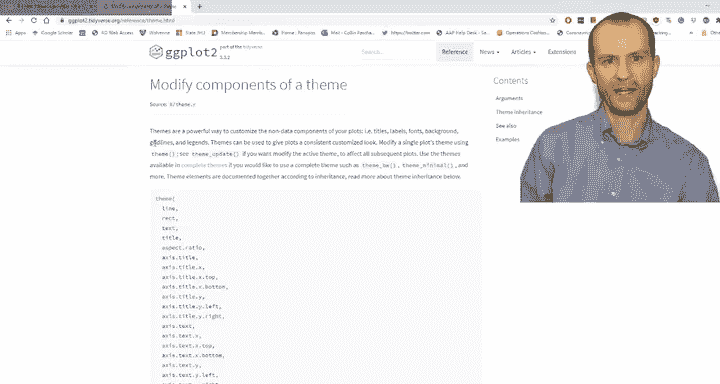 ggplot2.tidyverse.org/reference/theme.html
Apps
Google Scholar
AG Web Access
Wolverine
https://twitter.com
ggplot2
part of the tidyverse
Search...
Reference
News
Articles
Extensions
Modify components of a theme
Source: R/theme.r
Themes are a powerful way to customize the non-data components of your plots: i.e. titles, labels, fonts, background,
gridlines, and legends. Themes can be used to give plots a consistent customized look. Modify a single plot's theme using
theme(); see theme_update() if you want modify the active theme, to affect all subsequent plots. Use the themes
available in complete themes if you would like to use a complete theme such as theme_bw(), theme_minimal(), and
more. Theme elements are documented together according to inheritance, read more about theme inheritance below.
theme(
line,
rect,
text,
title,
aspect.ratio,
axis.title,
axis.title.x,
axis.title.x.top,
axis.title.x.bottom,
axis.title.y,
axis.title.y.left,
axis.title.y.right,
axis.text,
axis.text.x,
axis.text.x.top,
axis.text.x.bottom,
axis.text.y,
axis.text.y.left,
Contents
Arguments
Theme inheritance
See also
Examples